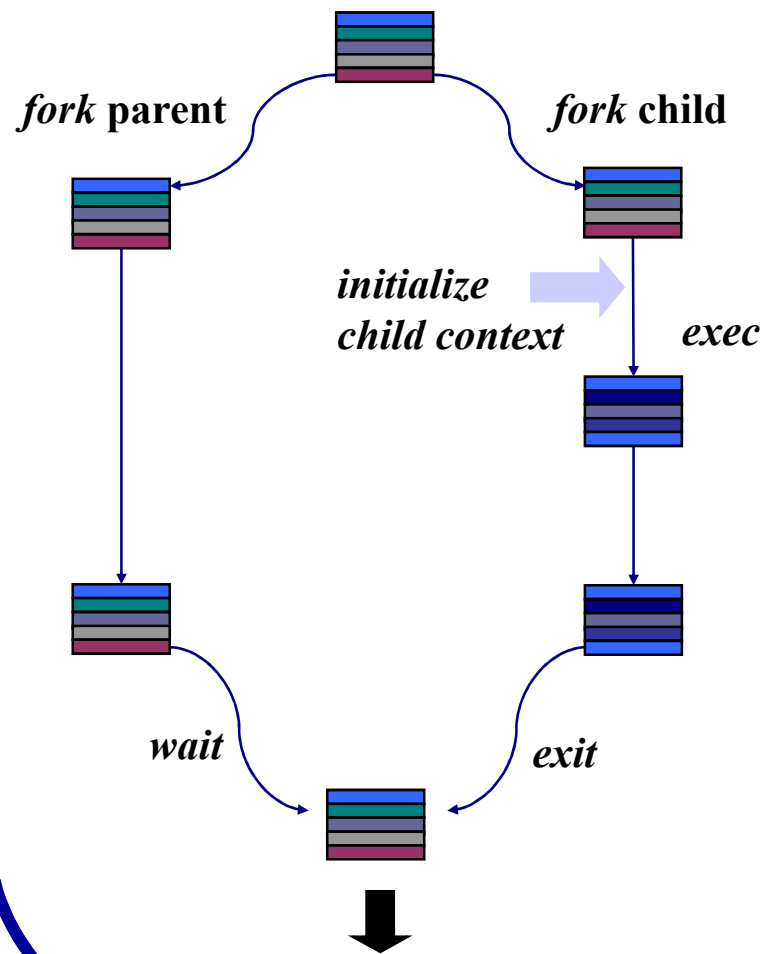 fork parent
fork child
initialize
child context
exec
wait
exit